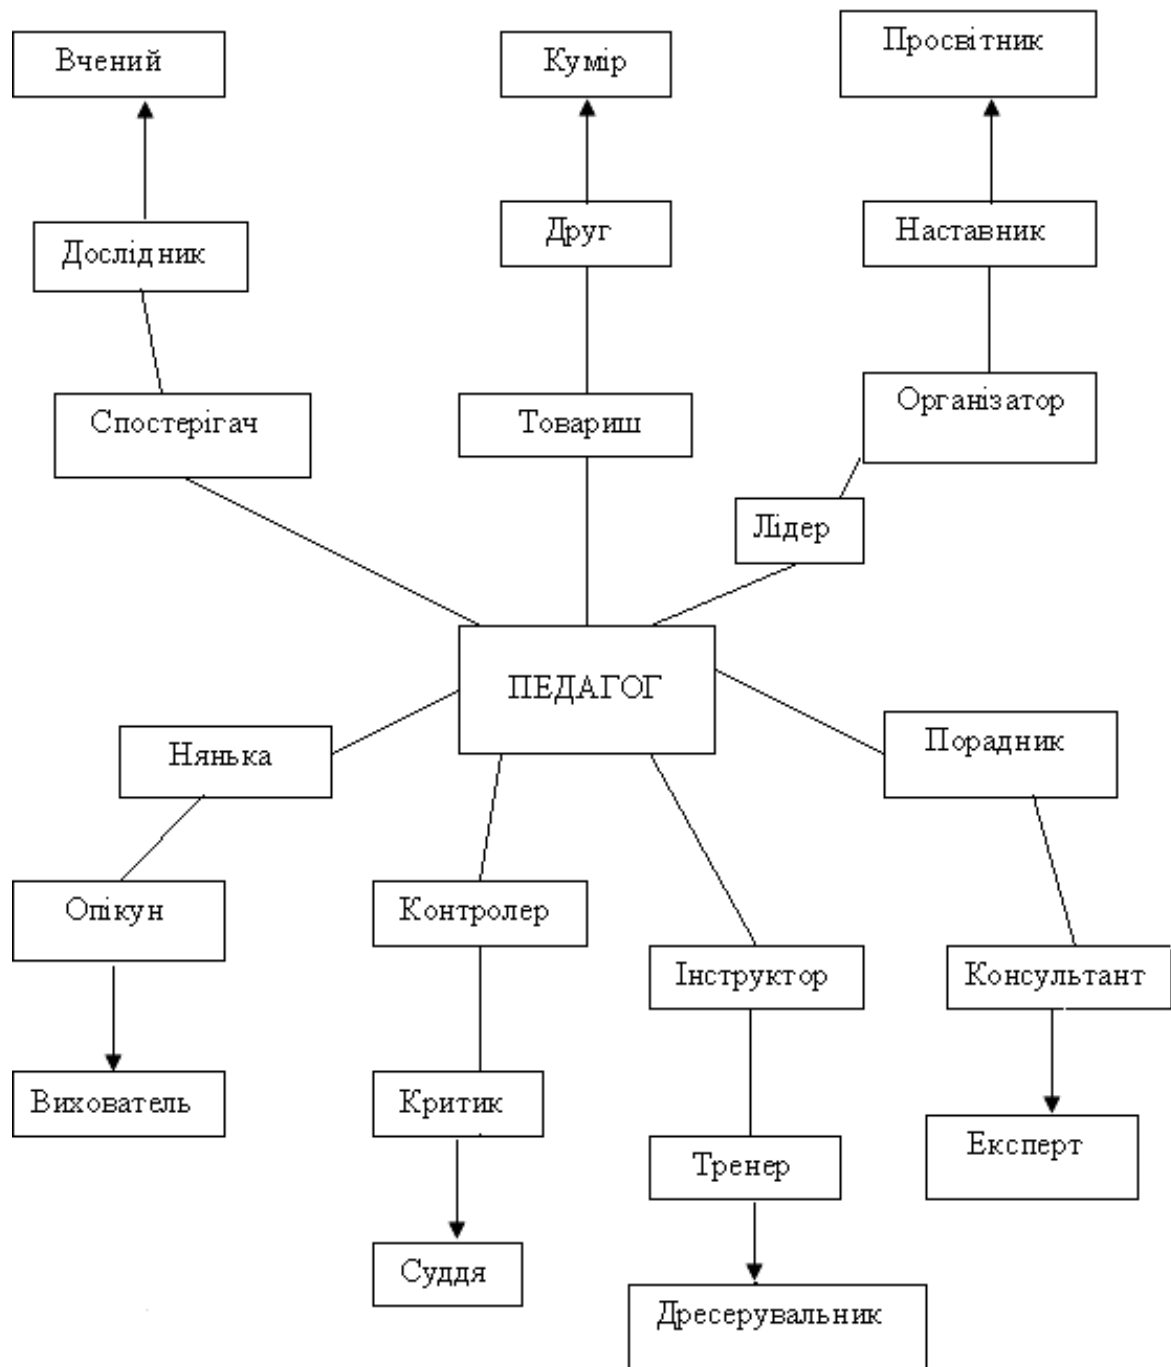 Вчений
Кумір
Просвітник
Дослідник
Друг
Наставник
Спостерігач
Товариш
Організатор
Лідер
ПЕДАГОГ
Нянька
Порадник
Опікун
Контролер
Інструктор
Консультант
Вихователь
Критик
Тренер
Експерт
Суддя
Дресерувальник